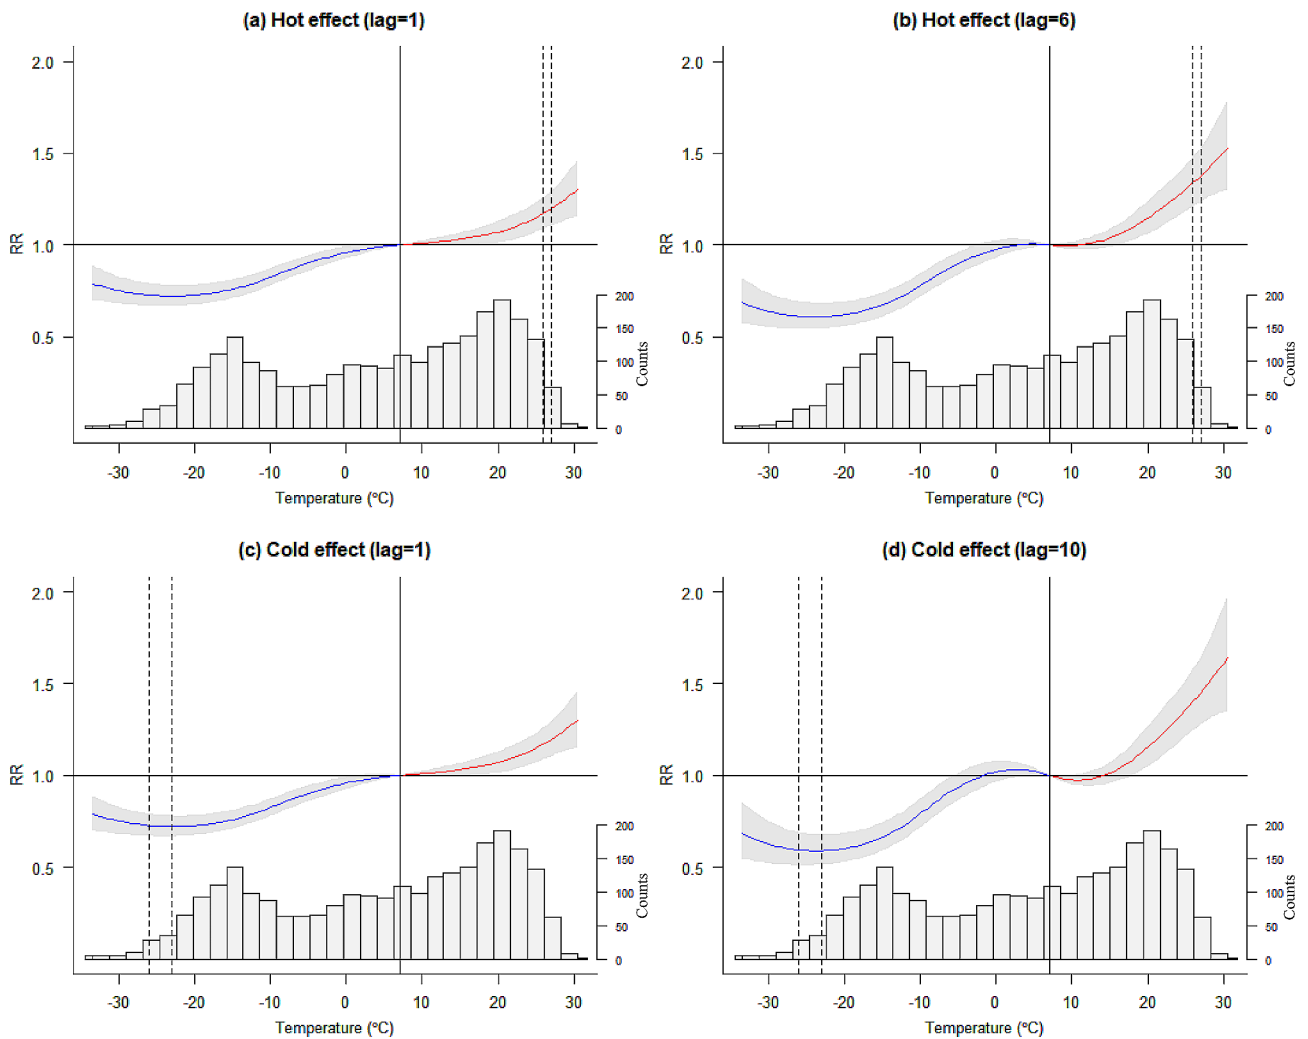 (a) Hot effect (lag=1)
2.0
1.5
1.0
0.5
RR
200
150
100
50
0
Counts
-30 -20 -10 0 10 20 30
Temperature (°C)
(b) Hot effect (lag=6)
2.0
1.5
1.0
0.5
RR
200
150
100
50
0
Counts
-30 -20 -10 0 10 20 30
Temperature (°C)
(c) Cold effect (lag=1)
2.0
1.5
1.0
0.5
RR
200
150
100
50
0
Counts
-30 -20 -10 0 10 20 30
Temperature (°C)
(d) Cold effect (lag=10)
2.0
1.5
1.0
0.5
RR
200
150
100
50
0
Counts
-30 -20 -10 0 10 20 30
Temperature (°C)